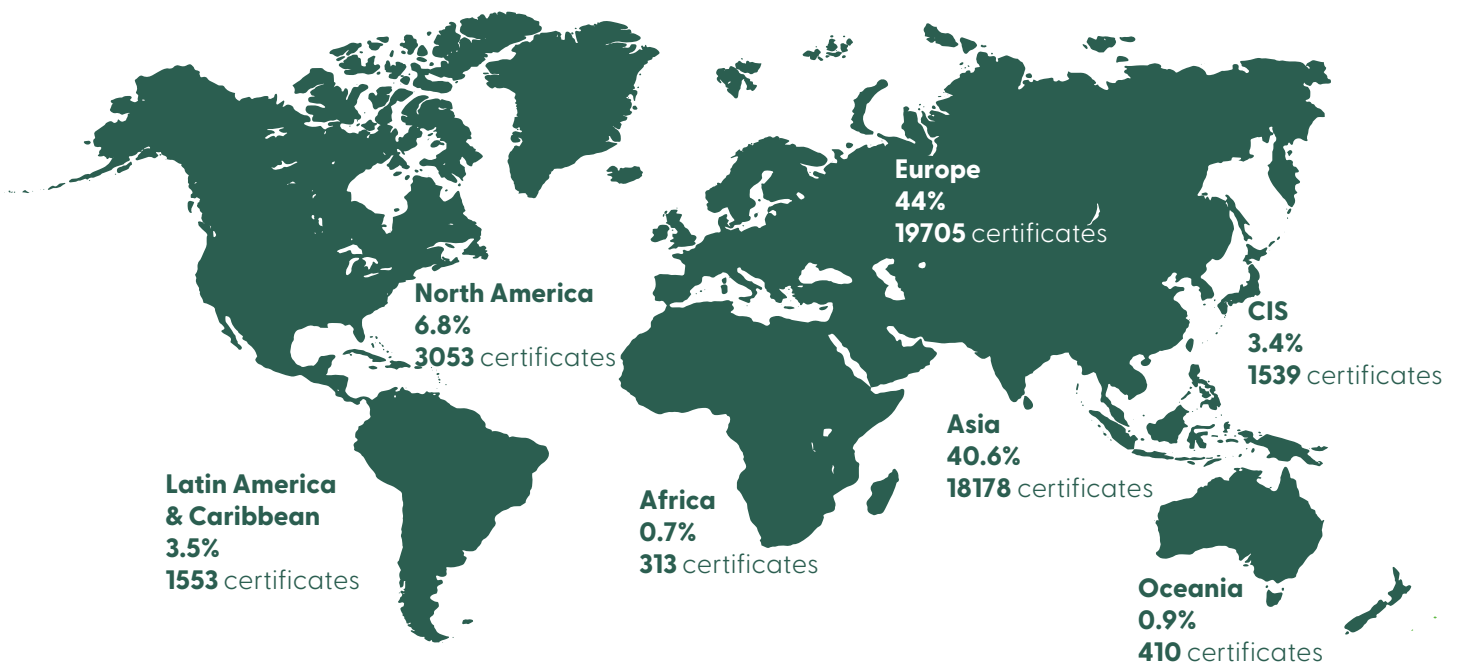 Europe
44%
19705 certificates
North America
6.8%
3053 certificates
CIS
3.4%
1539 certificates
Asia
40.6%
18178 certificates
Latin America
& Caribbean
3.5%
1553 certificates
Africa
0.7%
313 certificates
Oceania
0.9%
410 certificates